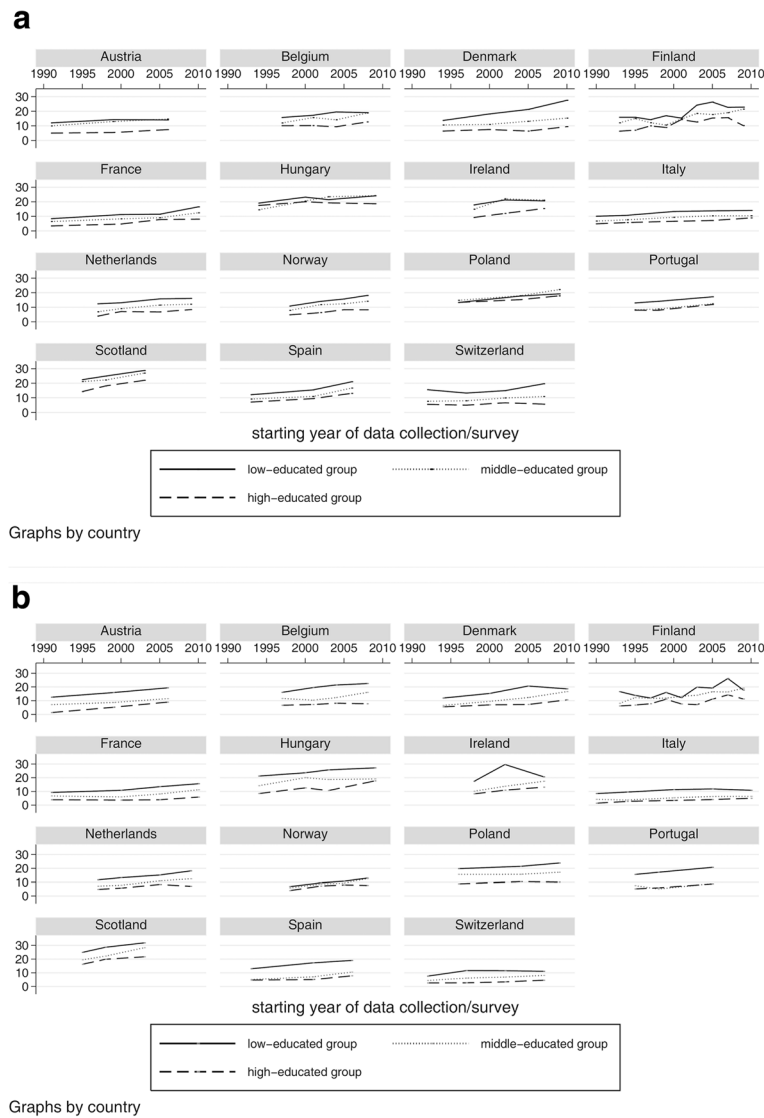 a
Austria Belgium Denmark Finland
1990 1995 2000 2005 2010 1990 1995 2000 2005 2010 1990 1995 2000 2005 2010 1990 1995 2000 2005 2010
30
20
10
0
France Hungary Ireland Italy
30
20
10
0
Netherlands Norway Poland Portugal
30
20
10
0
Scotland Spain Switzerland
30
20
10
0
starting year of data collection/survey
low-educated group middle-educated group
high-educated group
Graphs by country
b
Austria Belgium Denmark Finland
1990 1995 2000 2005 2010 1990 1995 2000 2005 2010 1990 1995 2000 2005 2010 1990 1995 2000 2005 2010
30
20
10
0
France Hungary Ireland Italy
30
20
10
0
Netherlands Norway Poland Portugal
30
20
10
0
Scotland Spain Switzerland
30
20
10
0
starting year of data collection/survey
low-educated group middle-educated group
high-educated group
Graphs by country